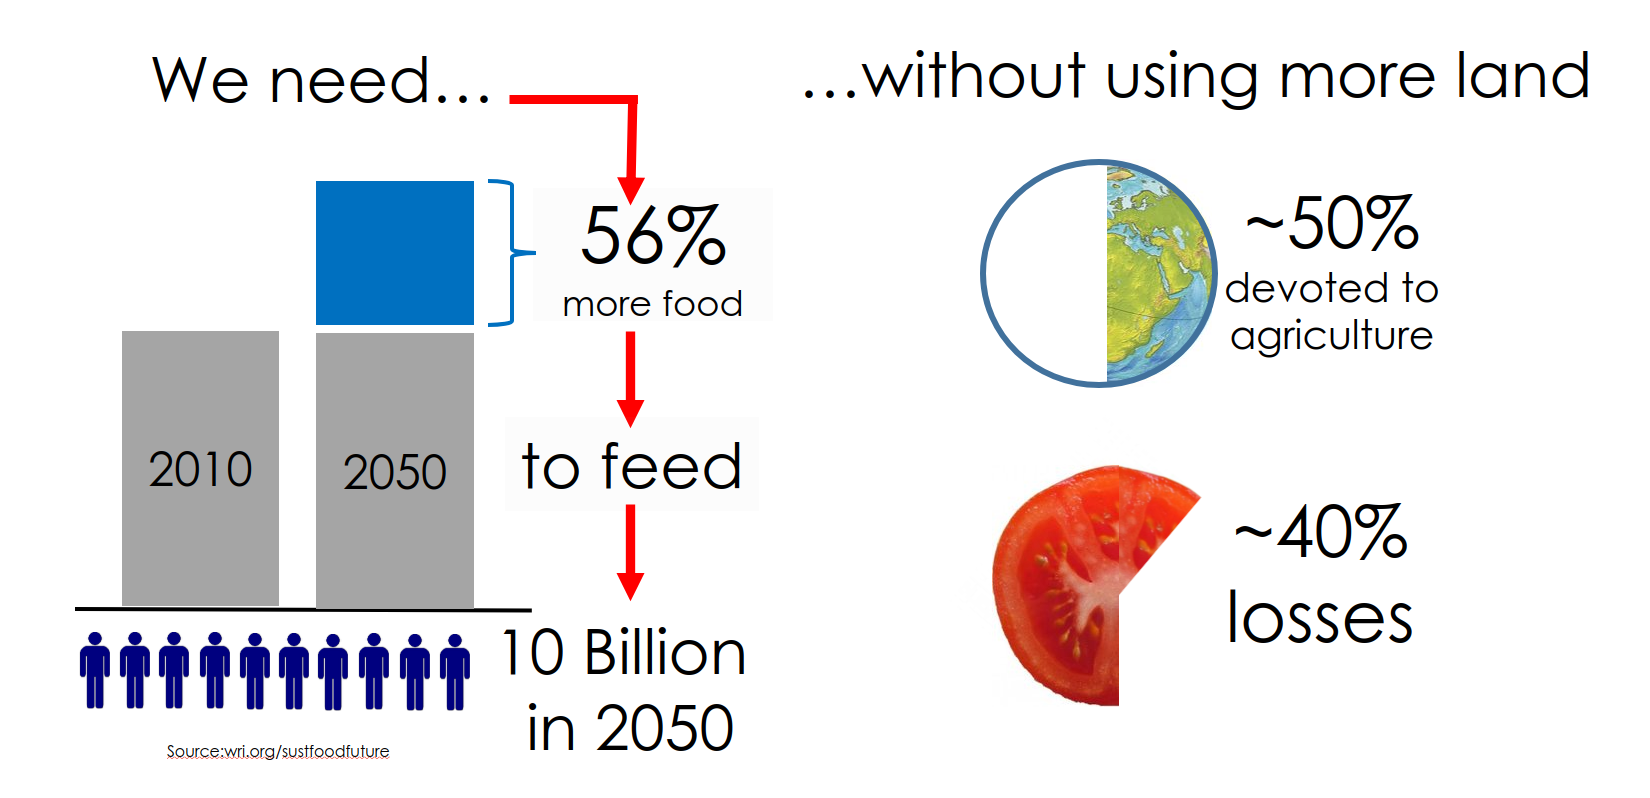 We need...
56%
more food
2010
2050
to feed
10 Billion
in 2050
Source:wri.org/sustfoodfuture
...without using more land
~50%
devoted to
agriculture
~40%
losses